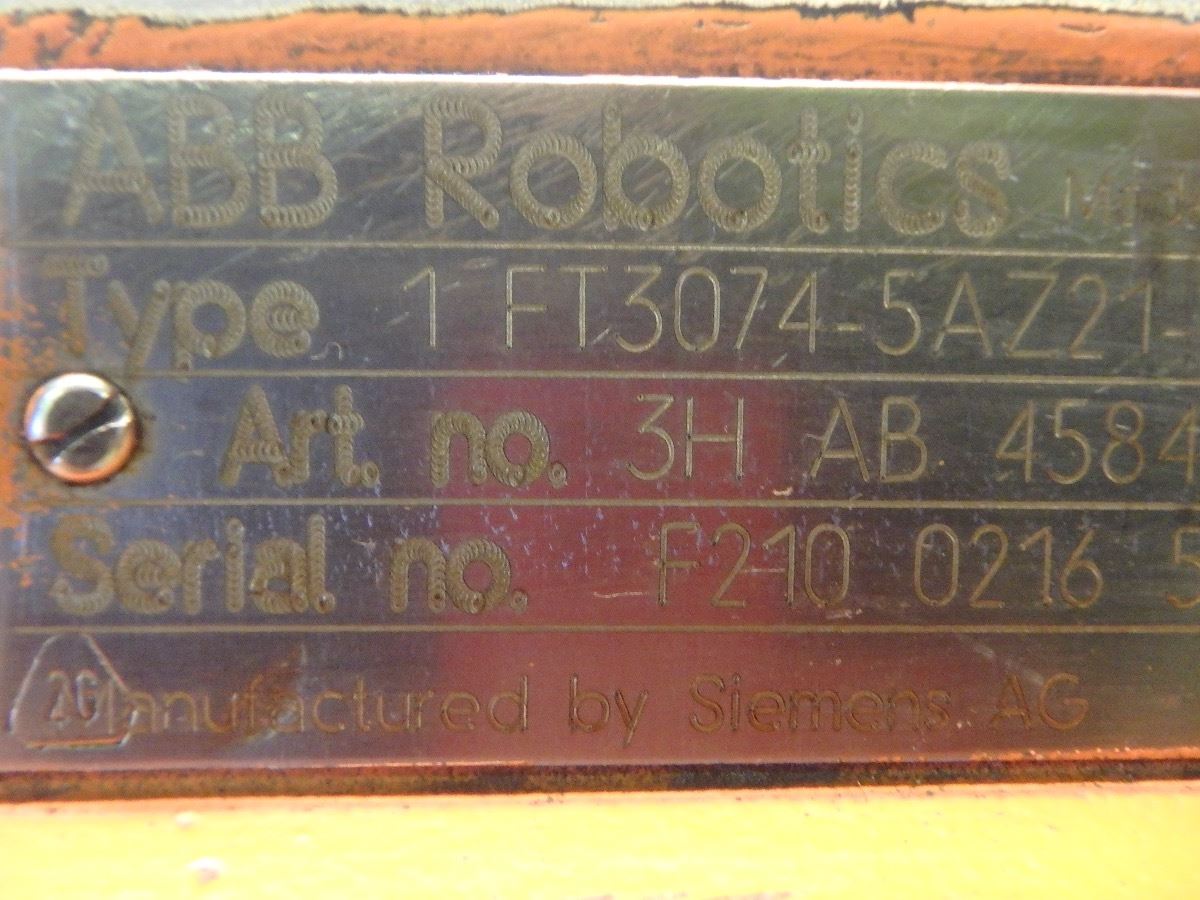 ABB Robotics
Type 1 FT3074-5AZ21-
Art. no. 3H AB 4584
Serial no. F210 0216 5
26
Manufactured by Siemens AG